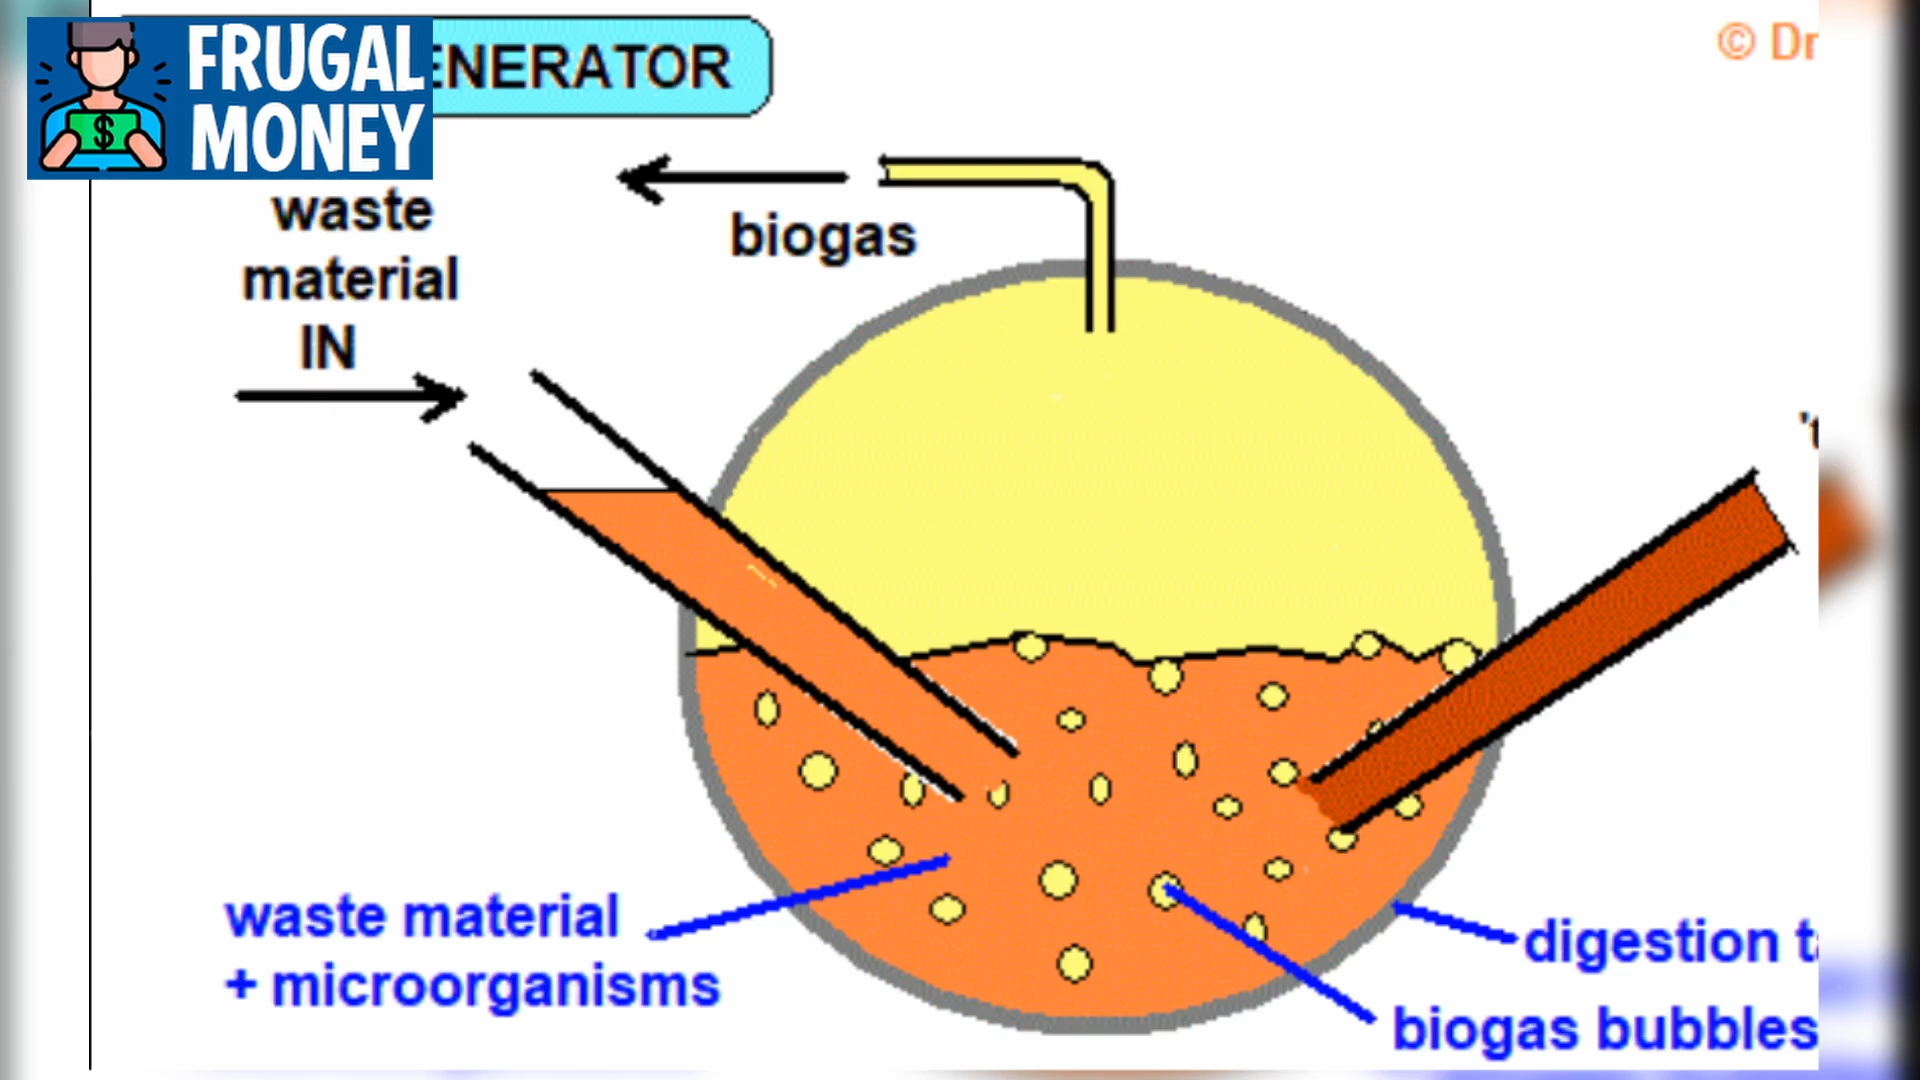 FRUGAL
MONEY
ENERATOR
© Dr
waste
material
IN
biogas
waste material
+ microorganisms
digestion
biogas bubbles